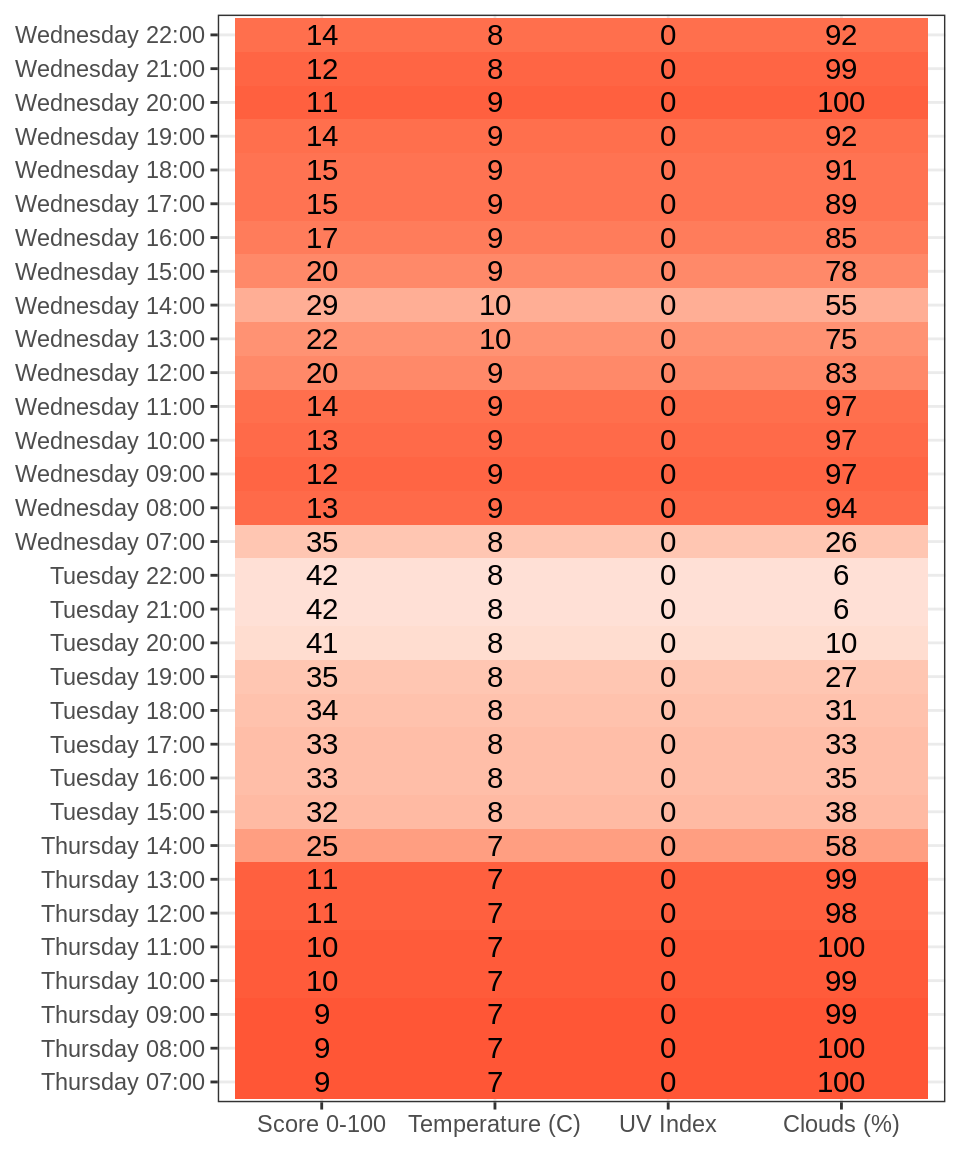 Wednesday 22:00 14 8 0 92
Wednesday 21:00 12 8 0 99
Wednesday 20:00 11 9 0 100
Wednesday 19:00 14 9 0 92
Wednesday 18:00 15 9 0 91
Wednesday 17:00 15 9 0 89
Wednesday 16:00 17 9 0 85
Wednesday 15:00 20 9 0 78
Wednesday 14:00 29 10 0 55
Wednesday 13:00 22 10 0 75
Wednesday 12:00 20 9 0 83
Wednesday 11:00 14 9 0 97
Wednesday 10:00 13 9 0 97
Wednesday 09:00 12 9 0 97
Wednesday 08:00 13 9 0 94
Wednesday 07:00 35 8 0 26
Tuesday 22:00 42 8 0 6
Tuesday 21:00 42 8 0 6
Tuesday 20:00 41 8 0 10
Tuesday 19:00 35 8 0 27
Tuesday 18:00 34 8 0 31
Tuesday 17:00 33 8 0 33
Tuesday 16:00 33 8 0 35
Tuesday 15:00 32 8 0 38
Thursday 14:00 25 7 0 58
Thursday 13:00 11 7 0 99
Thursday 12:00 11 7 0 98
Thursday 11:00 10 7 0 100
Thursday 10:00 10 7 0 99
Thursday 09:00 9 7 0 99
Thursday 08:00 9 7 0 100
Thursday 07:00 9 7 0 100
Score 0-100 Temperature (C) UV Index Clouds (%)